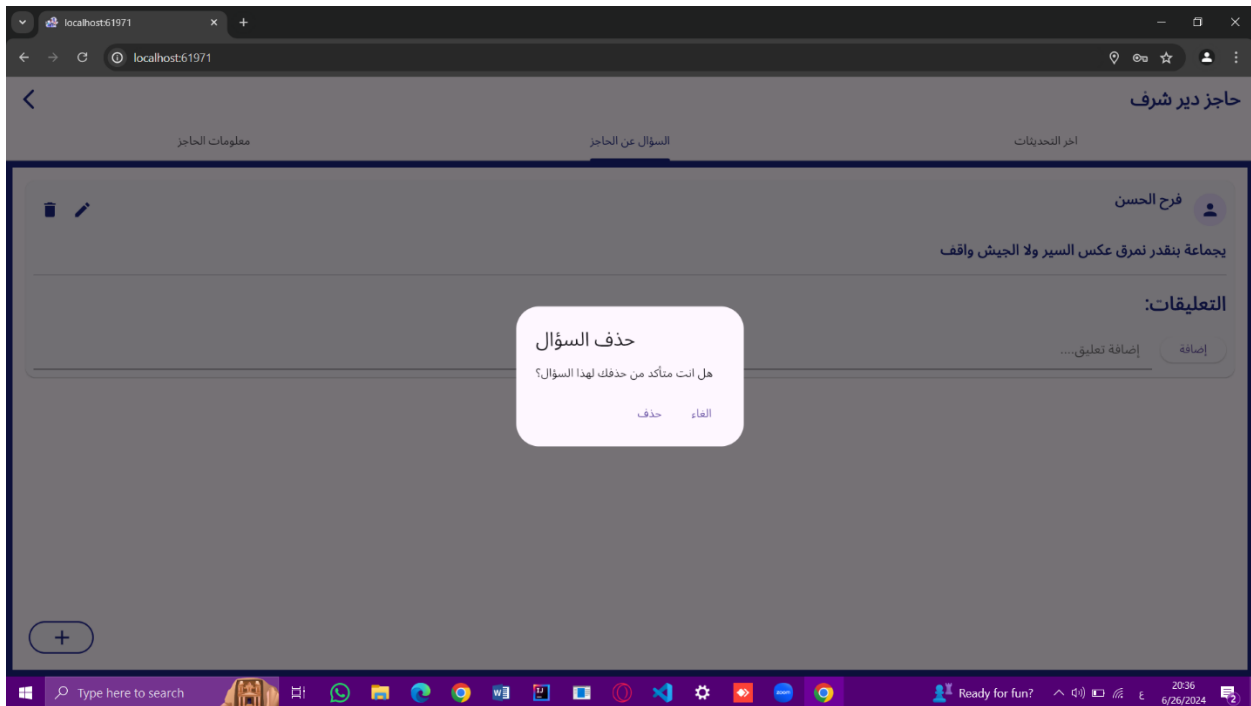 localhost:61971
localhost:61971
حاجز دير شرف
اخر التحديثات
السؤال عن الحاجز
معلومات الحاجز
فرح الحسن
يجماعة بنقدر نمرق عكس السير ولا الجيش واقف
التعليقات:
إضافة
إضافة تعليق....
حذف السؤال
هل انت متأكد من حذفك لهذا السؤال؟
الغاء
حذف
+
Type here to search
zoom
Ready for fun?
ع
20:36
6/26/2024
2